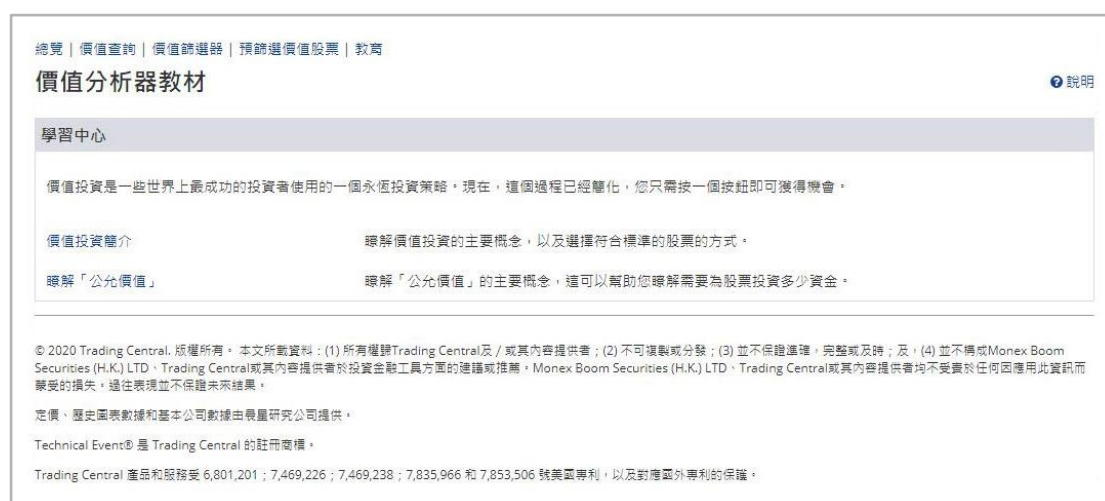 總覽 | 價值查詢 | 價值篩選器 | 預篩選價值股票 | 教育
價值分析器教材
說明
學習中心
價值投資是一些世界上最成功的投資者使用的一個永恆投資策略。現在，這個過程已經簡化，您只需按一個按鈕即可獲得機會。
價值投資簡介 瞭解價值投資的主要概念，以及選擇符合標準的股票的方式。
瞭解「公允價值」 瞭解「公允價值」的主要概念，這可以幫助您瞭解需要為股票投資多少資金。
© 2020 Trading Central. 版權所有。 本文所載資料：(1) 所有權歸Trading Central及 / 或其內容提供者；(2) 不可複製或分發；(3) 並不保證準確，完整或及時；及，(4) 並不構成Monex Boom
Securities (H.K.) LTD、Trading Central或其內容提供者於投資金融工具方面的建議或推薦。Monex Boom Securities (H.K.) LTD、Trading Central或其內容提供者均不受責於任何因應用此資訊而
蒙受的損失。過往表現並不保證未來結果。
定價、歷史圖表數據和基本公司數據由晨星研究公司提供。
Technical Event® 是 Trading Central 的註冊商標。
Trading Central 產品和服務受 6,801,201；7,469,226；7,469,238；7,835,966 和 7,853,506 號美國專利，以及對應國外專利的保護。